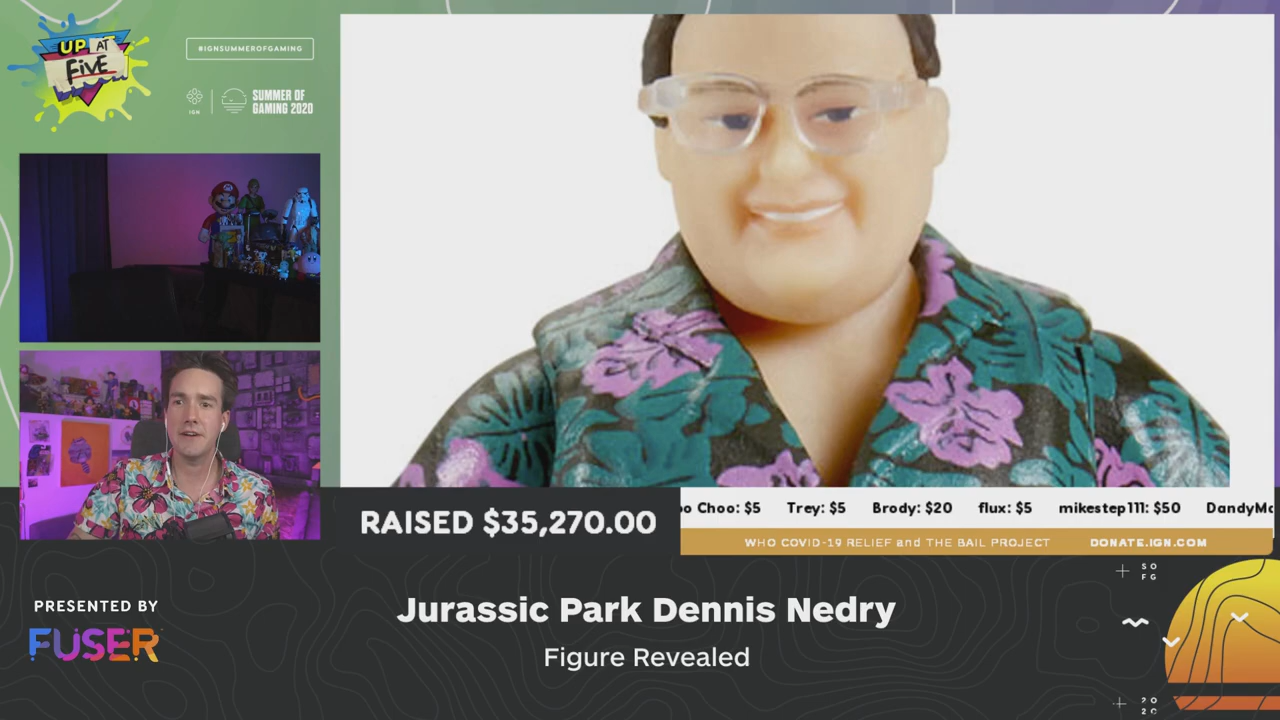 UP AT
FIVE
#IGNSUMMEROFGAMING
IGN
SUMMER OF
GAMING 2020
RAISED $35,270.00
oo Choo: $5 Trey: $5 Brody: $20 flux: $5 mikestep111: $50 DandyMc
WHO COVID-19 RELIEF and THE BAIL PROJECT DONATE.IGN.COM
PRESENTED BY
FUSER
Jurassic Park Dennis Nedry
Figure Revealed
SO
FG
20
20